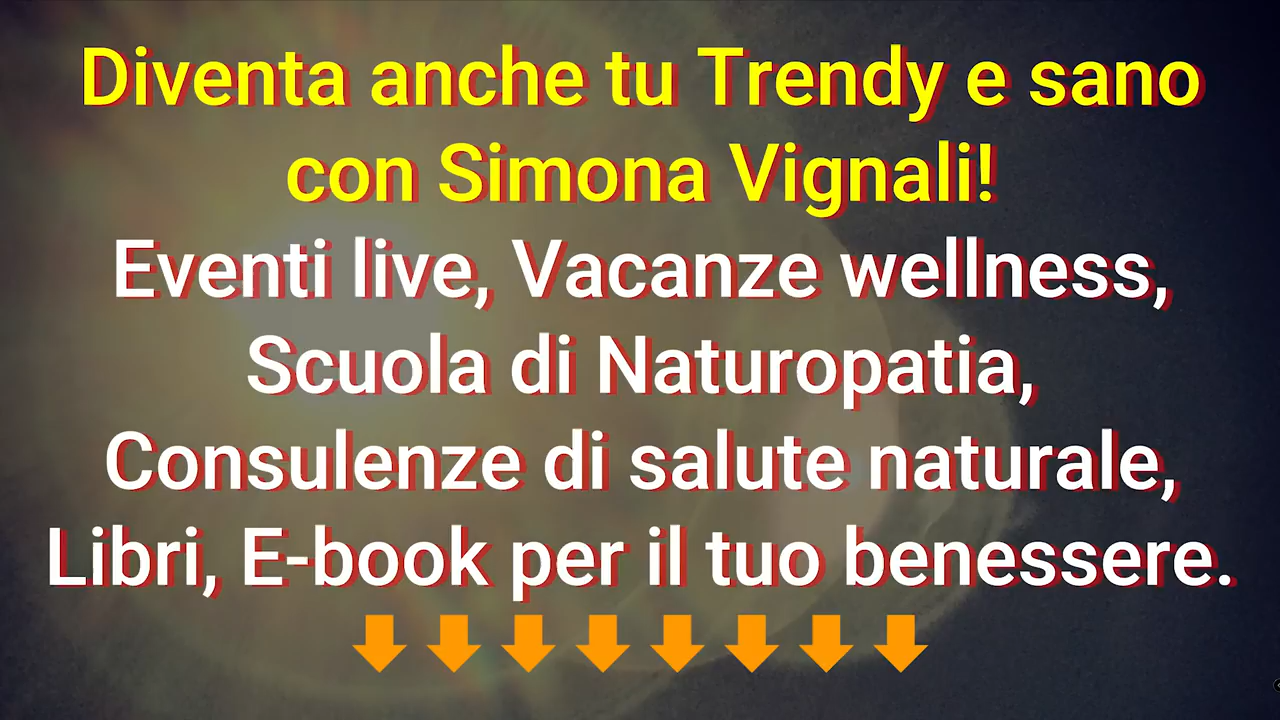 Diventa anche tu Trendy e sano
con Simona Vignali!
Eventi live, Vacanze wellness,
Scuola di Naturopatia,
Consulenze di salute naturale,
Libri, E-book per il tuo benessere.